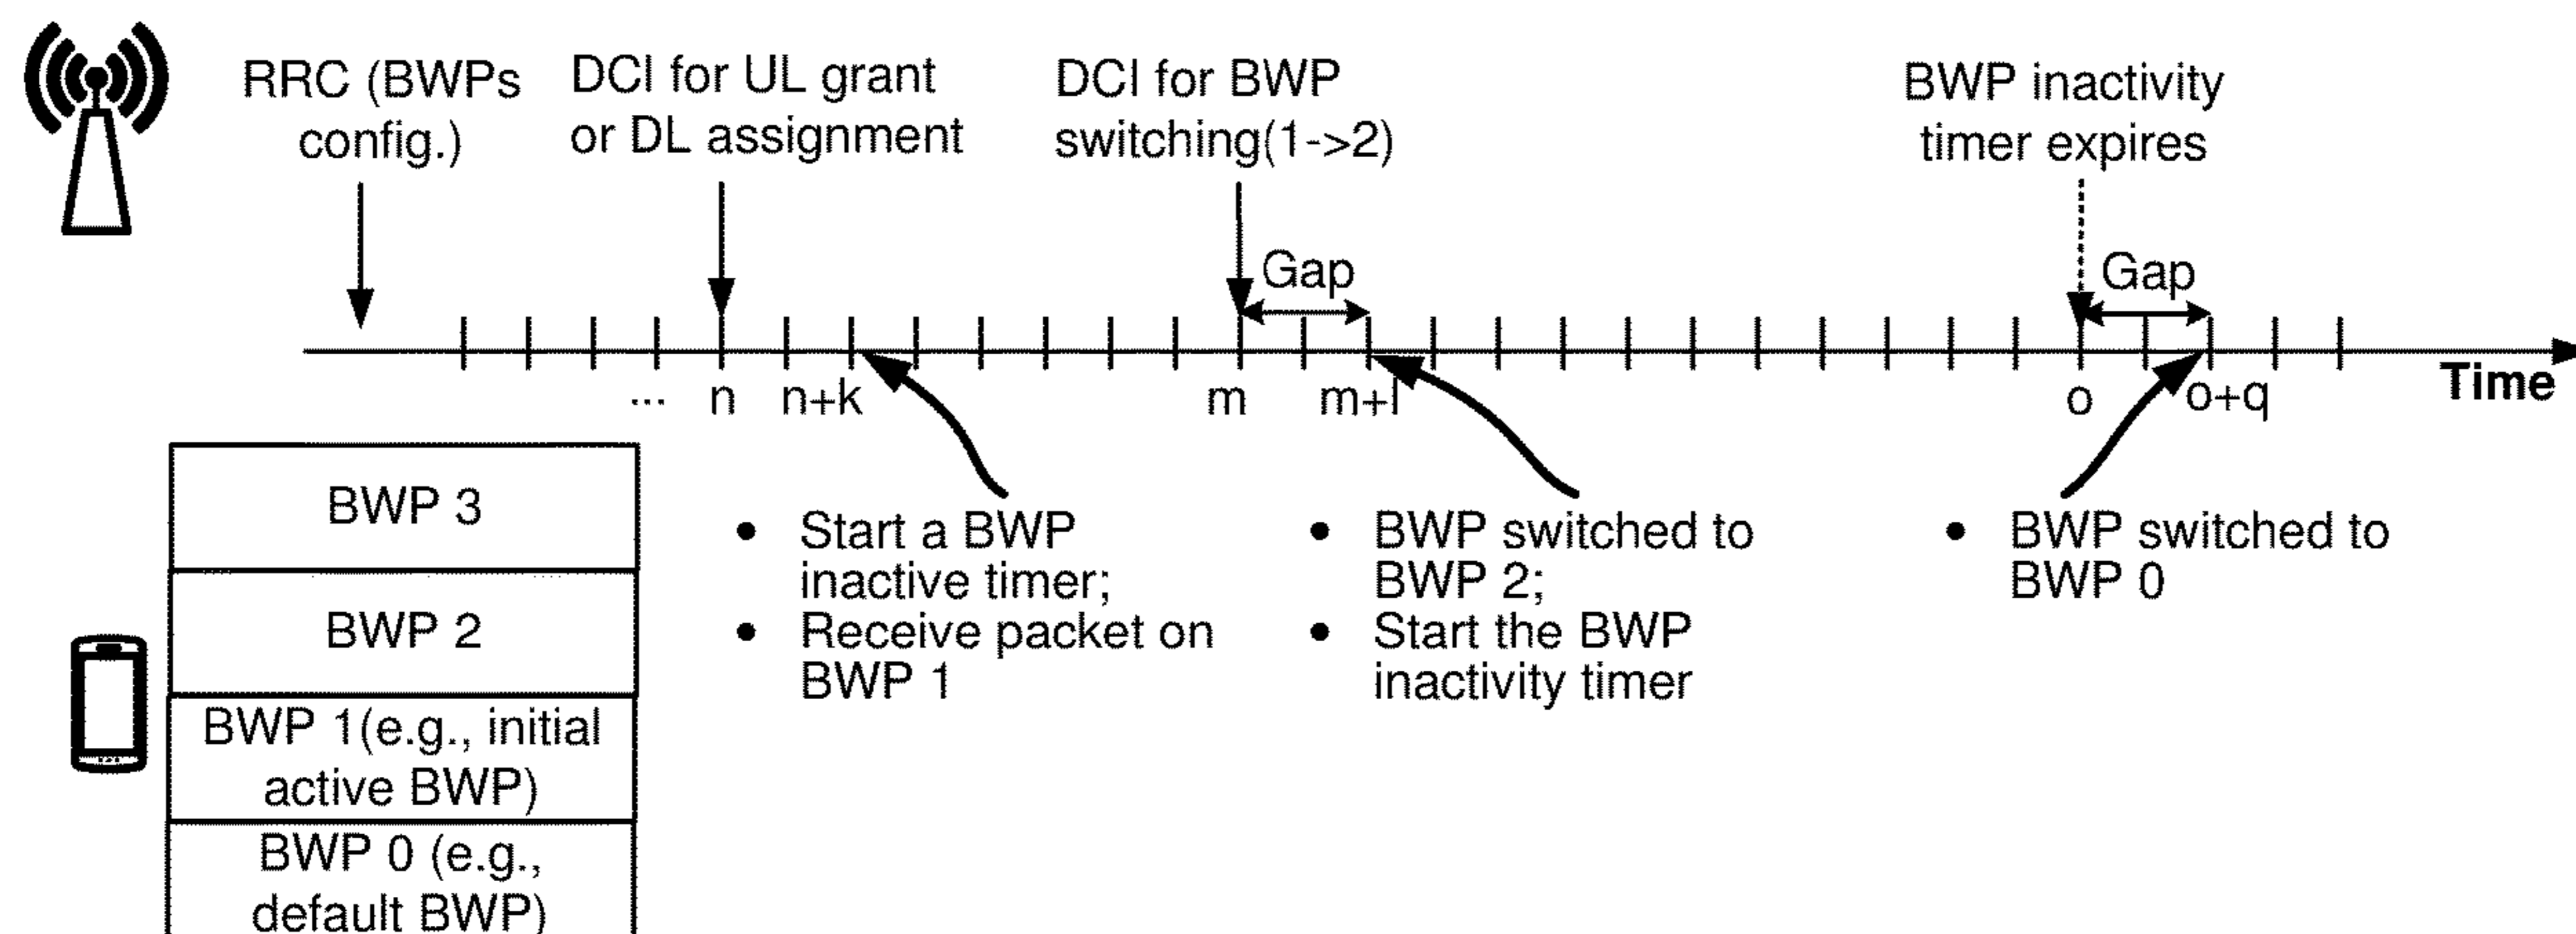 RRC (BWPs
config.)
DCI for UL grant
or DL assignment
DCI for BWP
switching(1->2)
BWP inactivity
timer expires
Gap
Gap
... n n+k m m+l o o+q
Time
BWP 3
BWP 2
BWP 1(e.g., initial
active BWP)
BWP 0 (e.g.,
default BWP)
• Start a BWP
inactive timer;
• Receive packet on
BWP 1
• BWP switched to
BWP 2;
• Start the BWP
inactivity timer
• BWP switched to
BWP 0